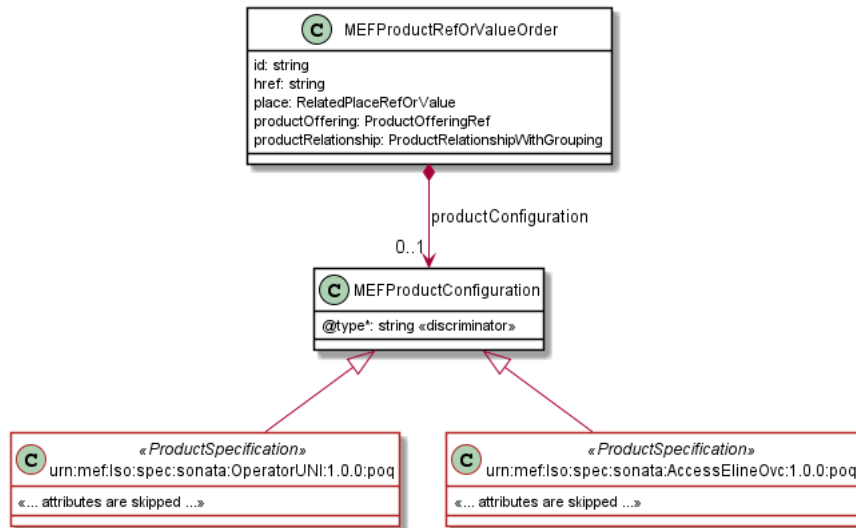 C MEFProductRefOrValueOrder
id: string
href: string
place: RelatedPlaceRefOrValue
productOffering: ProductOfferingRef
productRelationship: ProductRelationshipWithGrouping
productConfiguration
0..1
C MEFProductConfiguration
@type*: string «discriminator»
«ProductSpecification»
C urn:mef:lso:spec:sonata:OperatorUNI:1.0.0:poq
«... attributes are skipped ...»
«ProductSpecification»
C urn:mef:lso:spec:sonata:AccessElineOvc:1.0.0:poq
«... attributes are skipped ...»